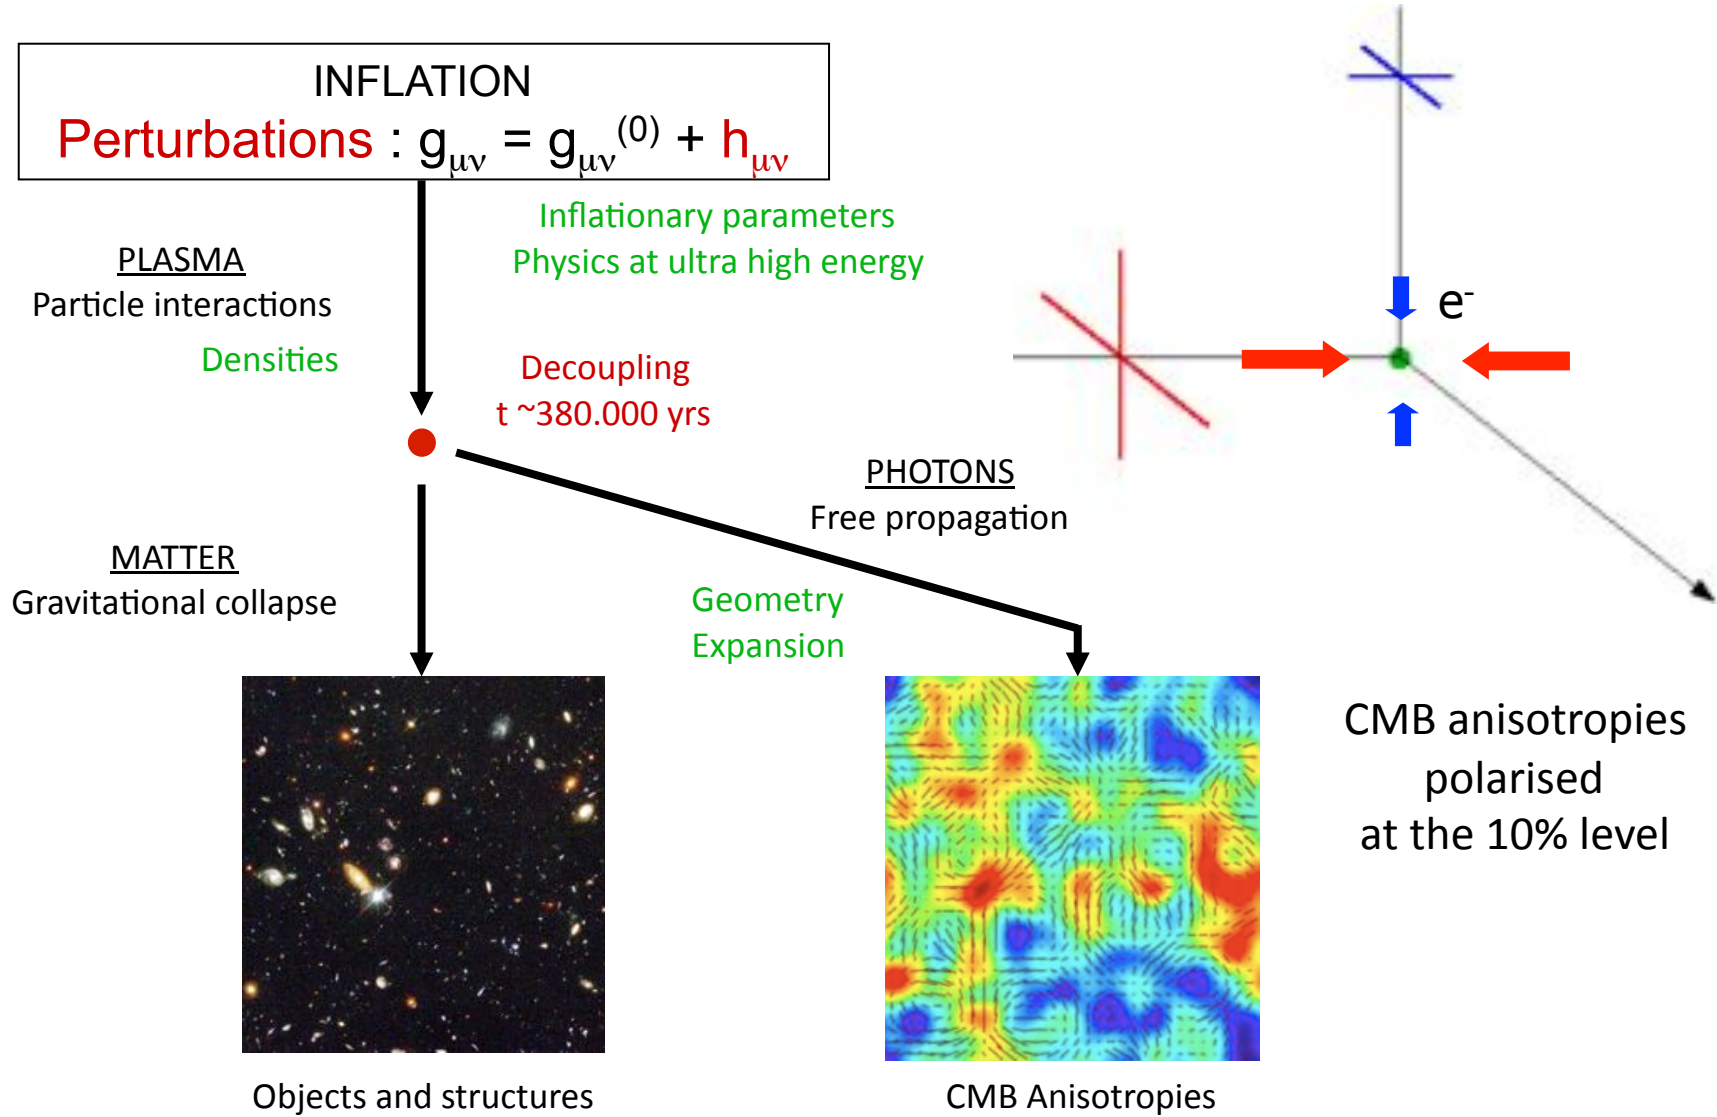 INFLATION
Perturbations : gμν = gμν(0) + hμν
Inflationary parameters
Physics at ultra high energy
PLASMA
Particle interactions
Densities
Decoupling
t ~380.000 yrs
e-
PHOTONS
Free propagation
MATTER
Gravitational collapse
Geometry
Expansion
CMB anisotropies
polarised
at the 10% level
Objects and structures
CMB Anisotropies